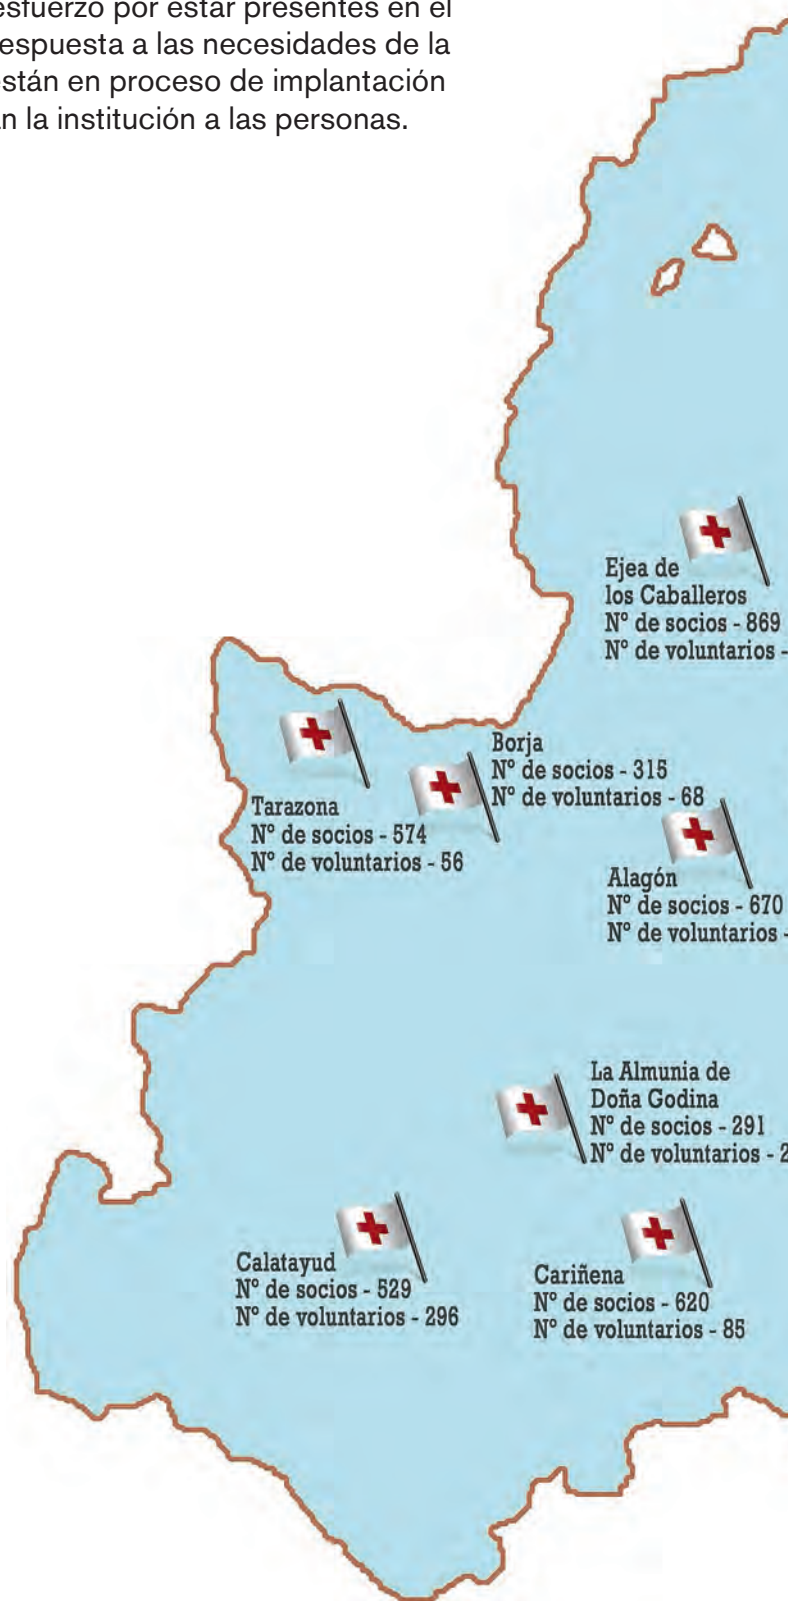 esfuerzo por estar presentes en el
espuesta a las necesidades de la
están en proceso de implantación
n la institución a las personas.
Ejea de
los Caballeros
Nº de socios - 869
Nº de voluntarios -
Borja
Nº de socios - 315
Nº de voluntarios - 68
Tarazona
Nº de socios - 574
Nº de voluntarios - 56
Alagón
Nº de socios - 670
Nº de voluntarios -
La Almunia de
Doña Godina
Nº de socios - 291
Nº de voluntarios - 2
Calatayud
Nº de socios - 529
Nº de voluntarios - 296
Cariñena
Nº de socios - 620
Nº de voluntarios - 85